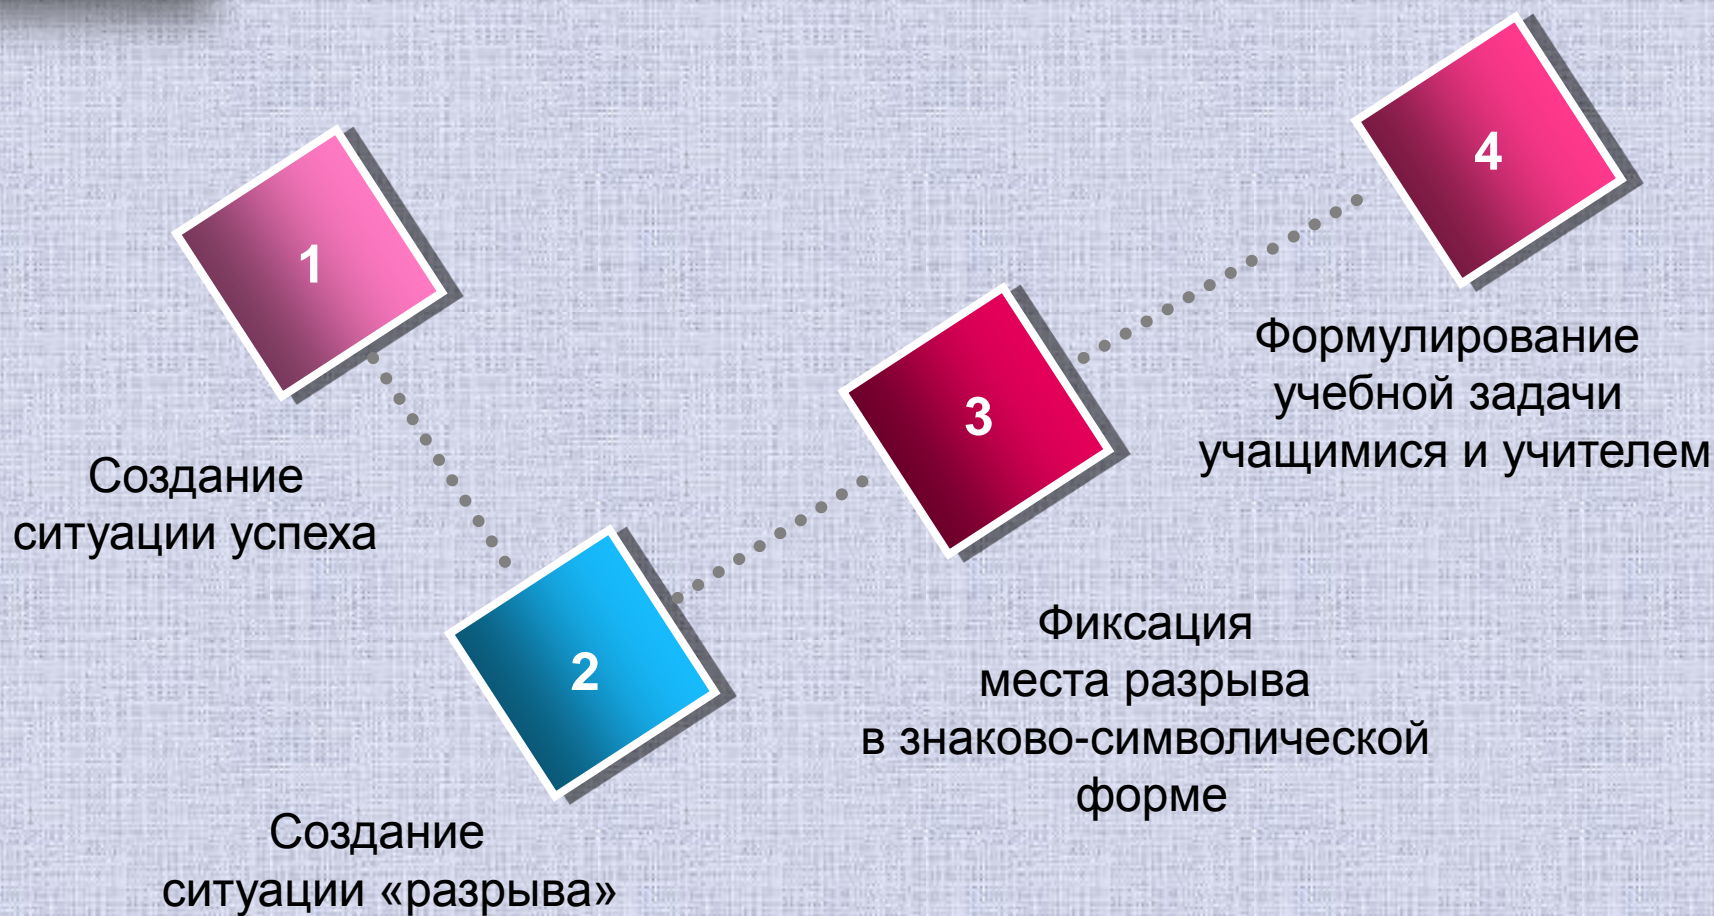 1
Создание
ситуации успеха
2
Создание
ситуации «разрыва»
3
Фиксация
места разрыва
в знаково-символической
форме
4
Формулирование
учебной задачи
учащимися и учителем